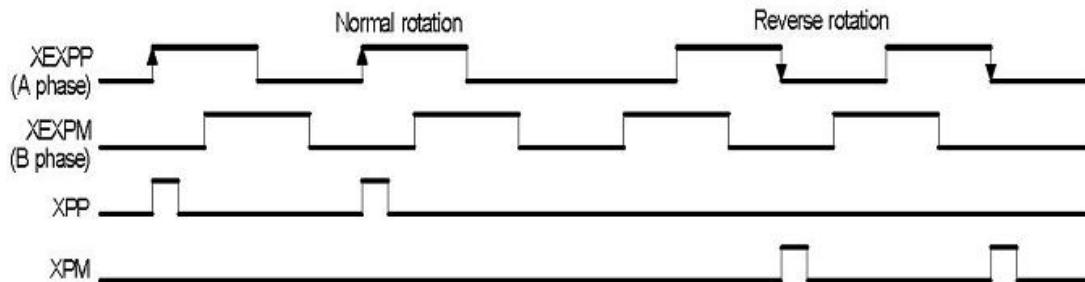 Normal rotation
Reverse rotation
XEXPP
(A phase)
XEXPM
(B phase)
XPP
XPM